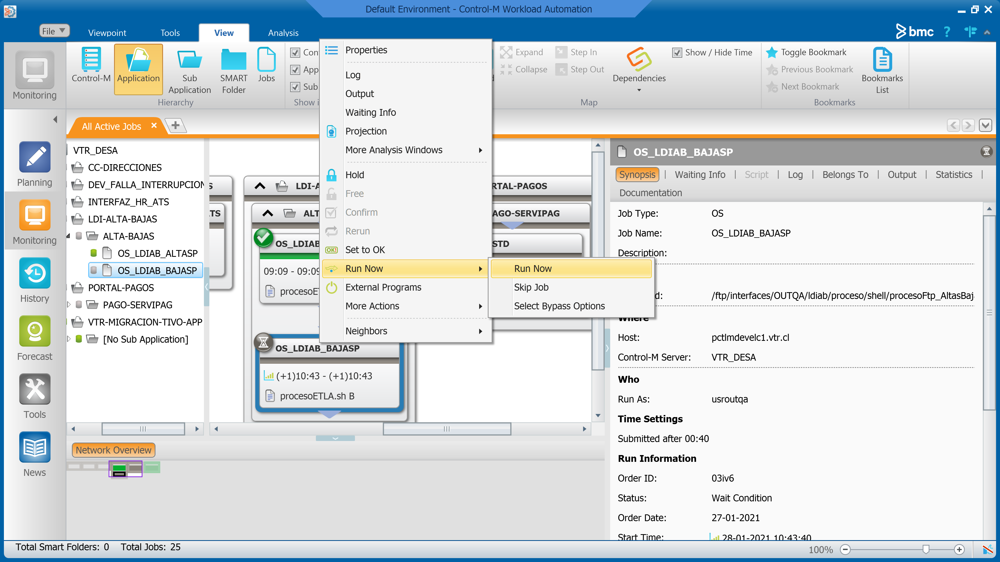 Default Environment - Control-M Workload Automation
File
Viewpoint
Tools
View
Analysis
bmc
?
Monitoring
Control-M
Application
Sub
Application
SMART
Folder
Jobs
Hierarchy
Con
App
Sub
Show i
Expand
Collapse
Step In
Step Out
Dependencies
Show / Hide Time
Map
Toggle Bookmark
Previous Bookmark
Next Bookmark
Bookmarks
List
Bookmarks
All Active Jobs
Planning
Monitoring
History
Forecast
Tools
News
VTR_DESA
CC-DIRECCIONES
DEV_FALLA_INTERRUPCION
INTERFAZ_HR_ATS
LDI-ALTA-BAJAS
ALTA-BAJAS
OS_LDIAB_ALTASP
OS_LDIAB_BAJASP
PORTAL-PAGOS
PAGO-SERVIPAG
VTR-MIGRACION-TIVO-APP
[No Sub Application]
S
TS
LDI-A
ALT
OS_LDIAB
09:09 - 09:09
procesoET
RTAL-PAGOS
AGO-SERVIPAG
STD
OS_LDIAB_BAJASP
(+1)10:43 - (+1)10:43
procesoETLA.sh B
Properties
Log
Output
Waiting Info
Projection
More Analysis Windows
Hold
Free
Confirm
Rerun
OK!
Set to OK
Run Now
External Programs
More Actions
Neighbors
Run Now
Skip Job
Select Bypass Options
OS_LDIAB_BAJASP
Synopsis | Waiting Info | Script | Log | Belongs To | Output | Statistics |
Documentation
Job Type: OS
Job Name: OS_LDIAB_BAJASP
Description:
d: /ftp/interfaces/OUTQA/ldiab/proceso/shell/procesoFtp_AltasBaj
Where
Host: pctlmdevelc1.vtr.cl
Control-M Server: VTR_DESA
Who
Run As: usroutqa
Time Settings
Submitted after 00:40
Run Information
Order ID: 03iv6
Status: Wait Condition
Order Date: 27-01-2021
Start Time: 28-01-2021 10:43:40
Network Overview
Total Smart Folders: 0 Total Jobs: 25
100%